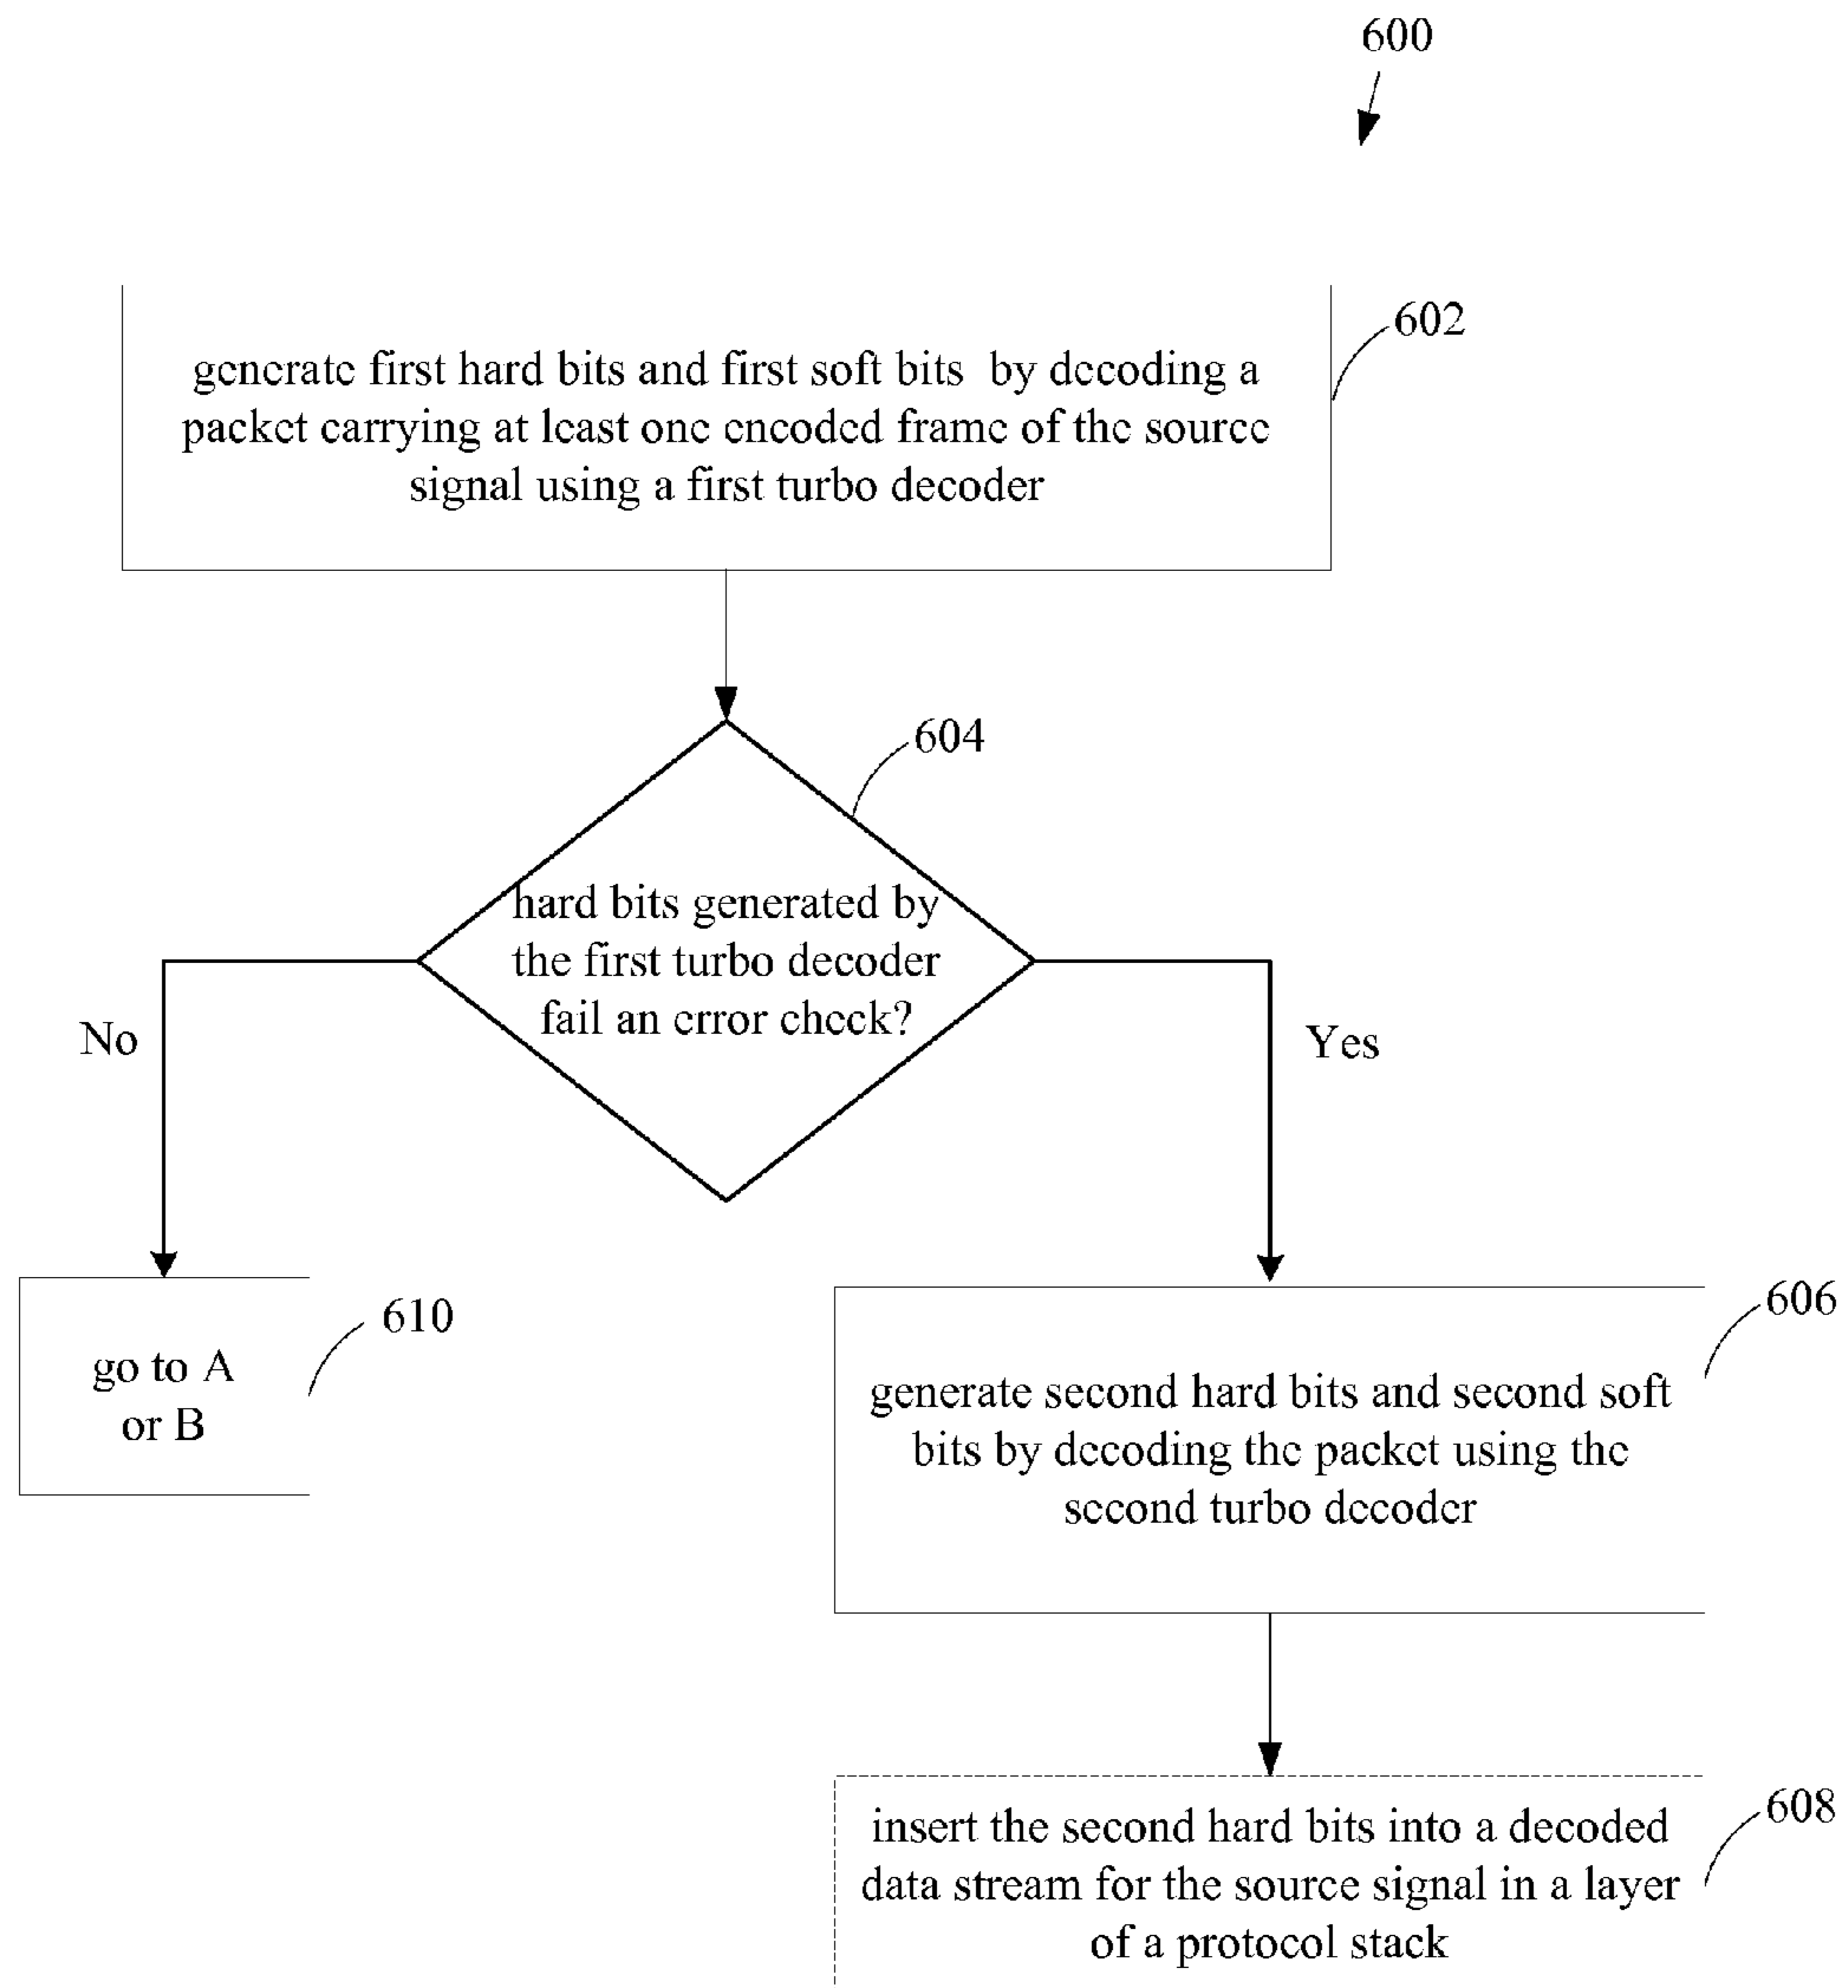 600
602
generate first hard bits and first soft bits by decoding a
packet carrying at least one encoded frame of the source
signal using a first turbo decoder
604
hard bits generated by
the first turbo decoder
fail an error check?
No
Yes
610
go to A
or B
606
generate second hard bits and second soft
bits by decoding the packet using the
second turbo decoder
608
insert the second hard bits into a decoded
data stream for the source signal in a layer
of a protocol stack